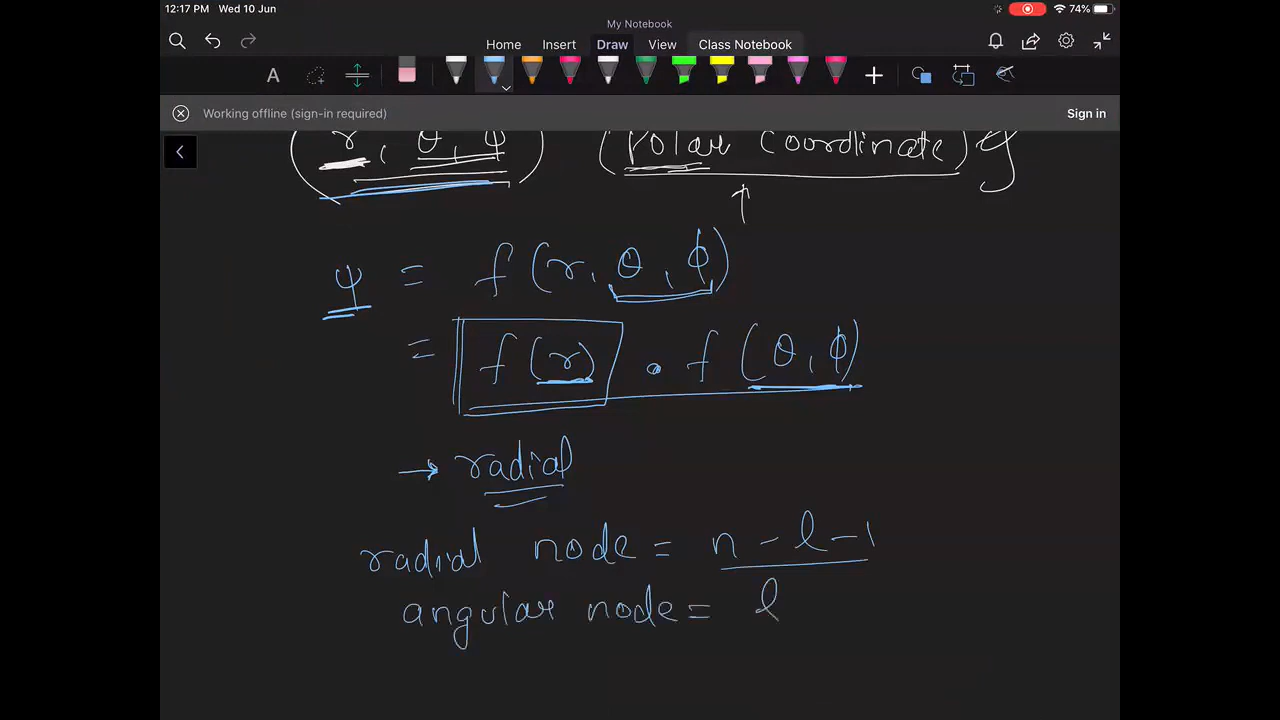 12:17 PM Wed 10 Jun
74%
My Notebook
Home Insert Draw View Class Notebook
A
Working offline (sign-in required) Sign in
(r, θ, φ) (Polar Coordinate)
ψ = f(r, θ, φ)
= f(r) . f(θ, φ)
→ radial
radial node = n - l - 1
angular node = l